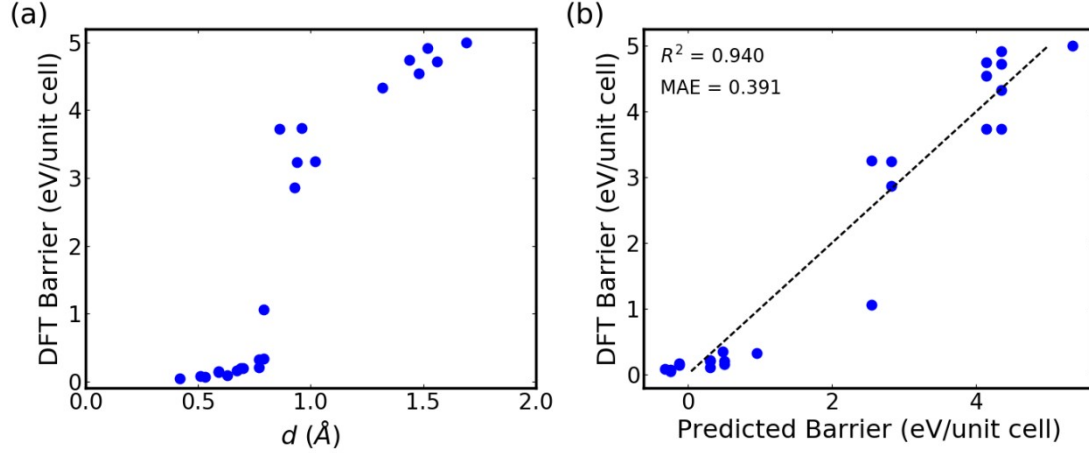 (a)
DFT Barrier (eV/unit cell)
5
4
3
2
1
0
0.0 0.5 1.0 1.5 2.0
d (Å)
(b)
R² = 0.940
MAE = 0.391
DFT Barrier (eV/unit cell)
5
4
3
2
1
0
0 2 4
Predicted Barrier (eV/unit cell)